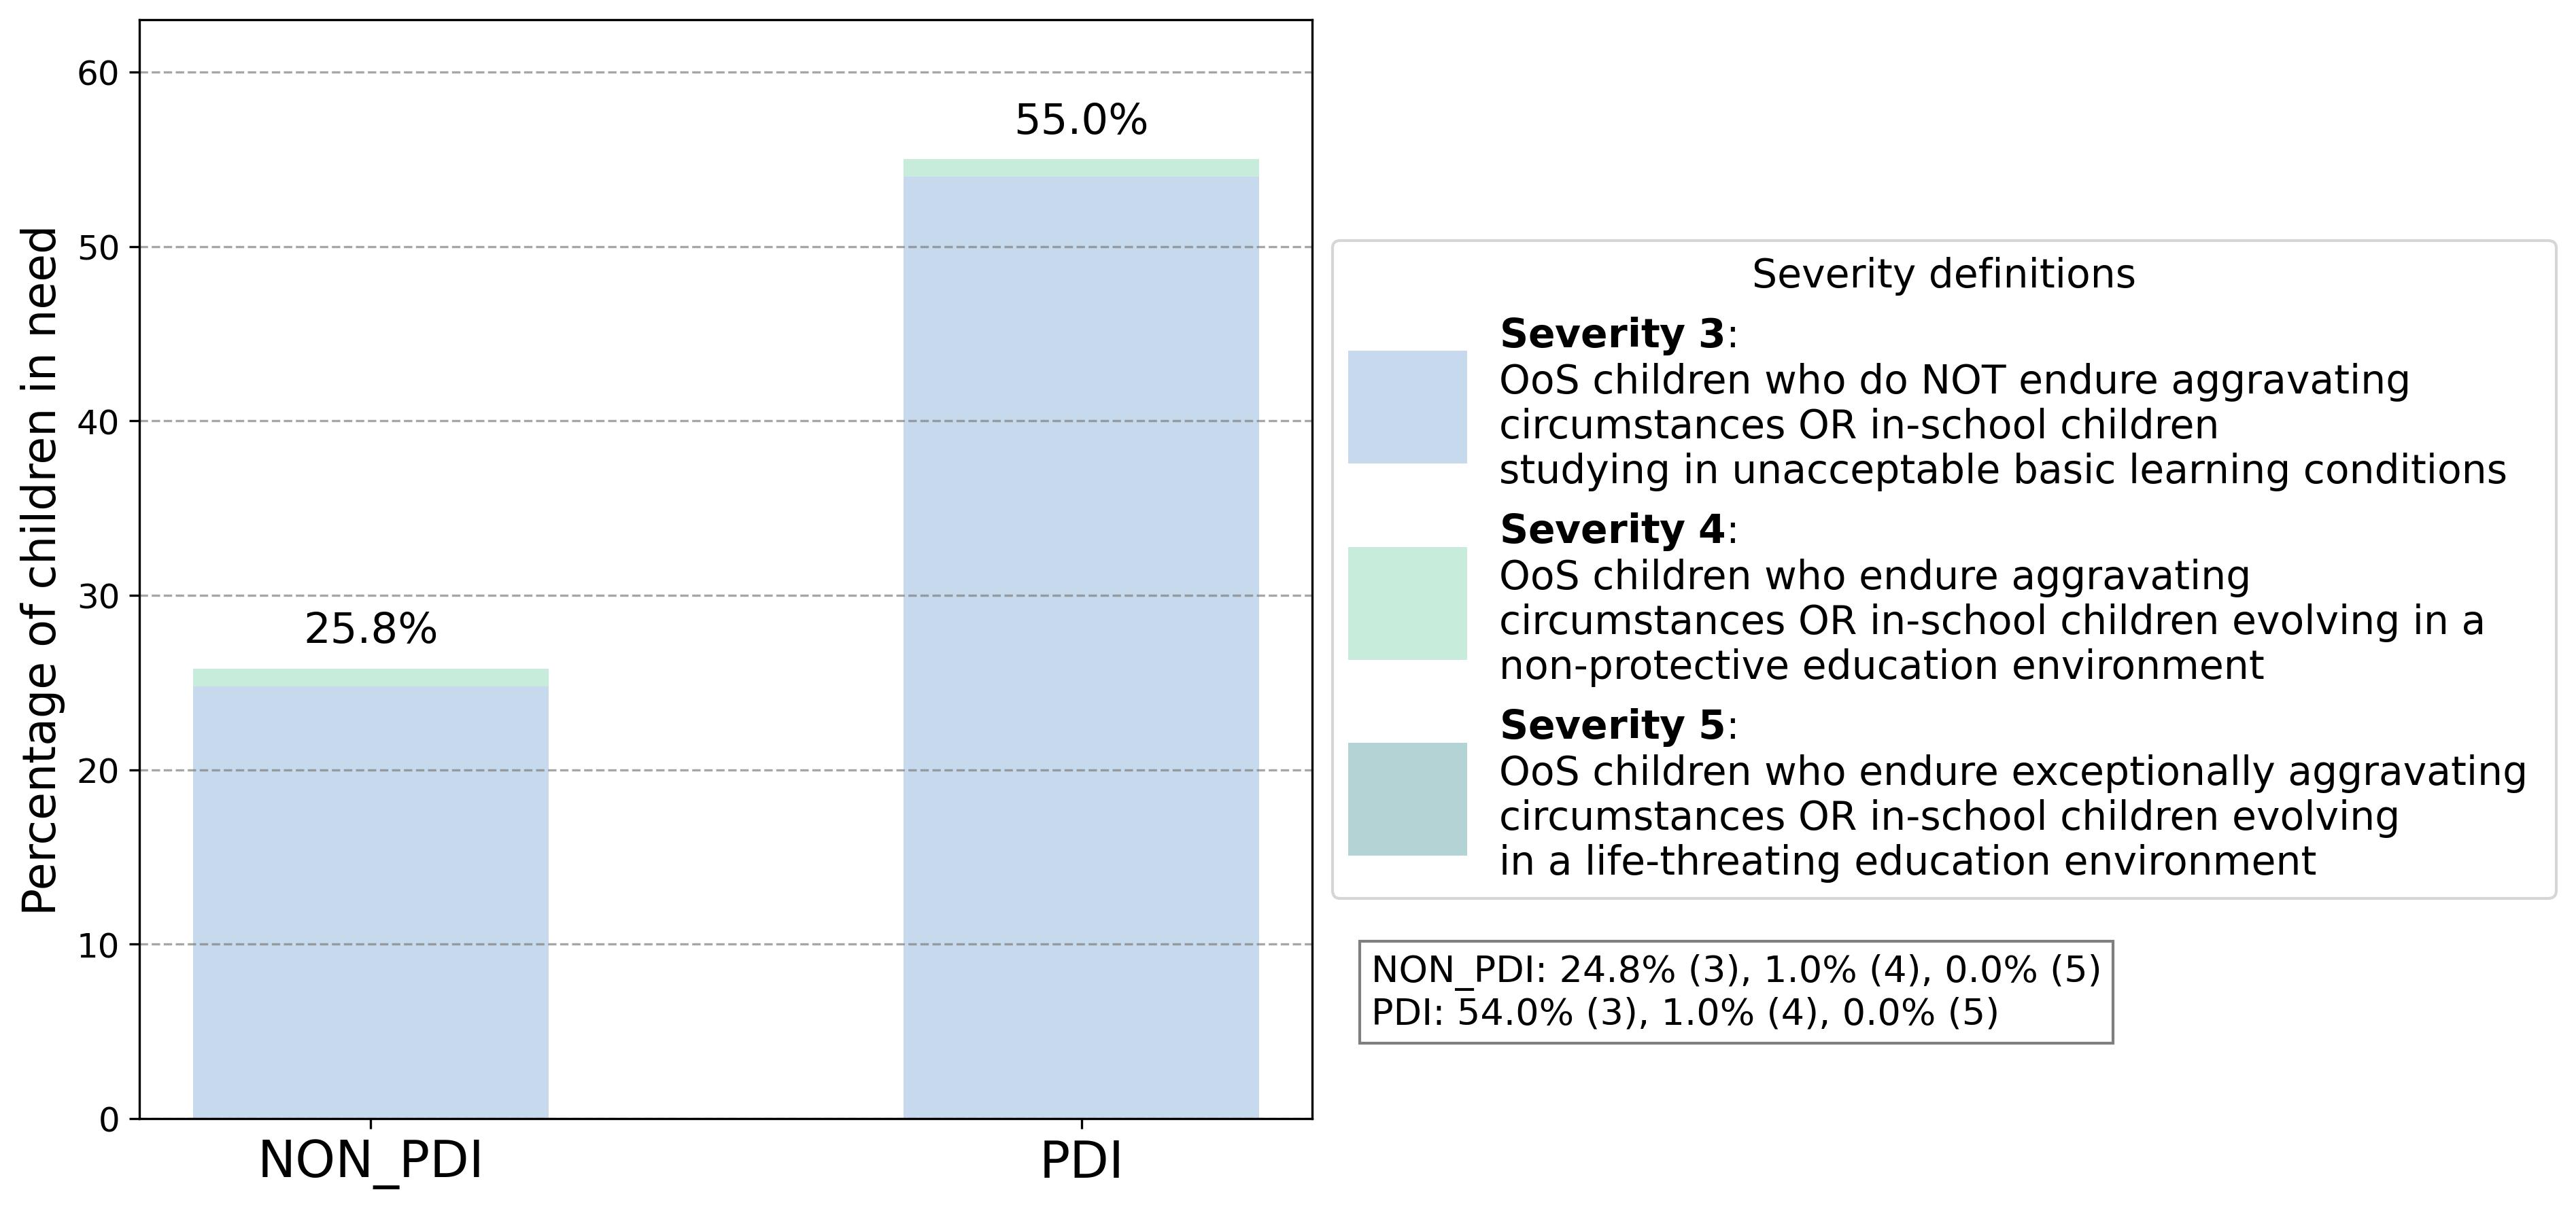 60
50
40
30
20
10
0
Percentage of children in need
25.8%
55.0%
NON_PDI
PDI
Severity definitions
Severity 3:
OoS children who do NOT endure aggravating
circumstances OR in-school children
studying in unacceptable basic learning conditions
Severity 4:
OoS children who endure aggravating
circumstances OR in-school children evolving in a
non-protective education environment
Severity 5:
OoS children who endure exceptionally aggravating
circumstances OR in-school children evolving
in a life-threating education environment
NON_PDI: 24.8% (3), 1.0% (4), 0.0% (5)
PDI: 54.0% (3), 1.0% (4), 0.0% (5)